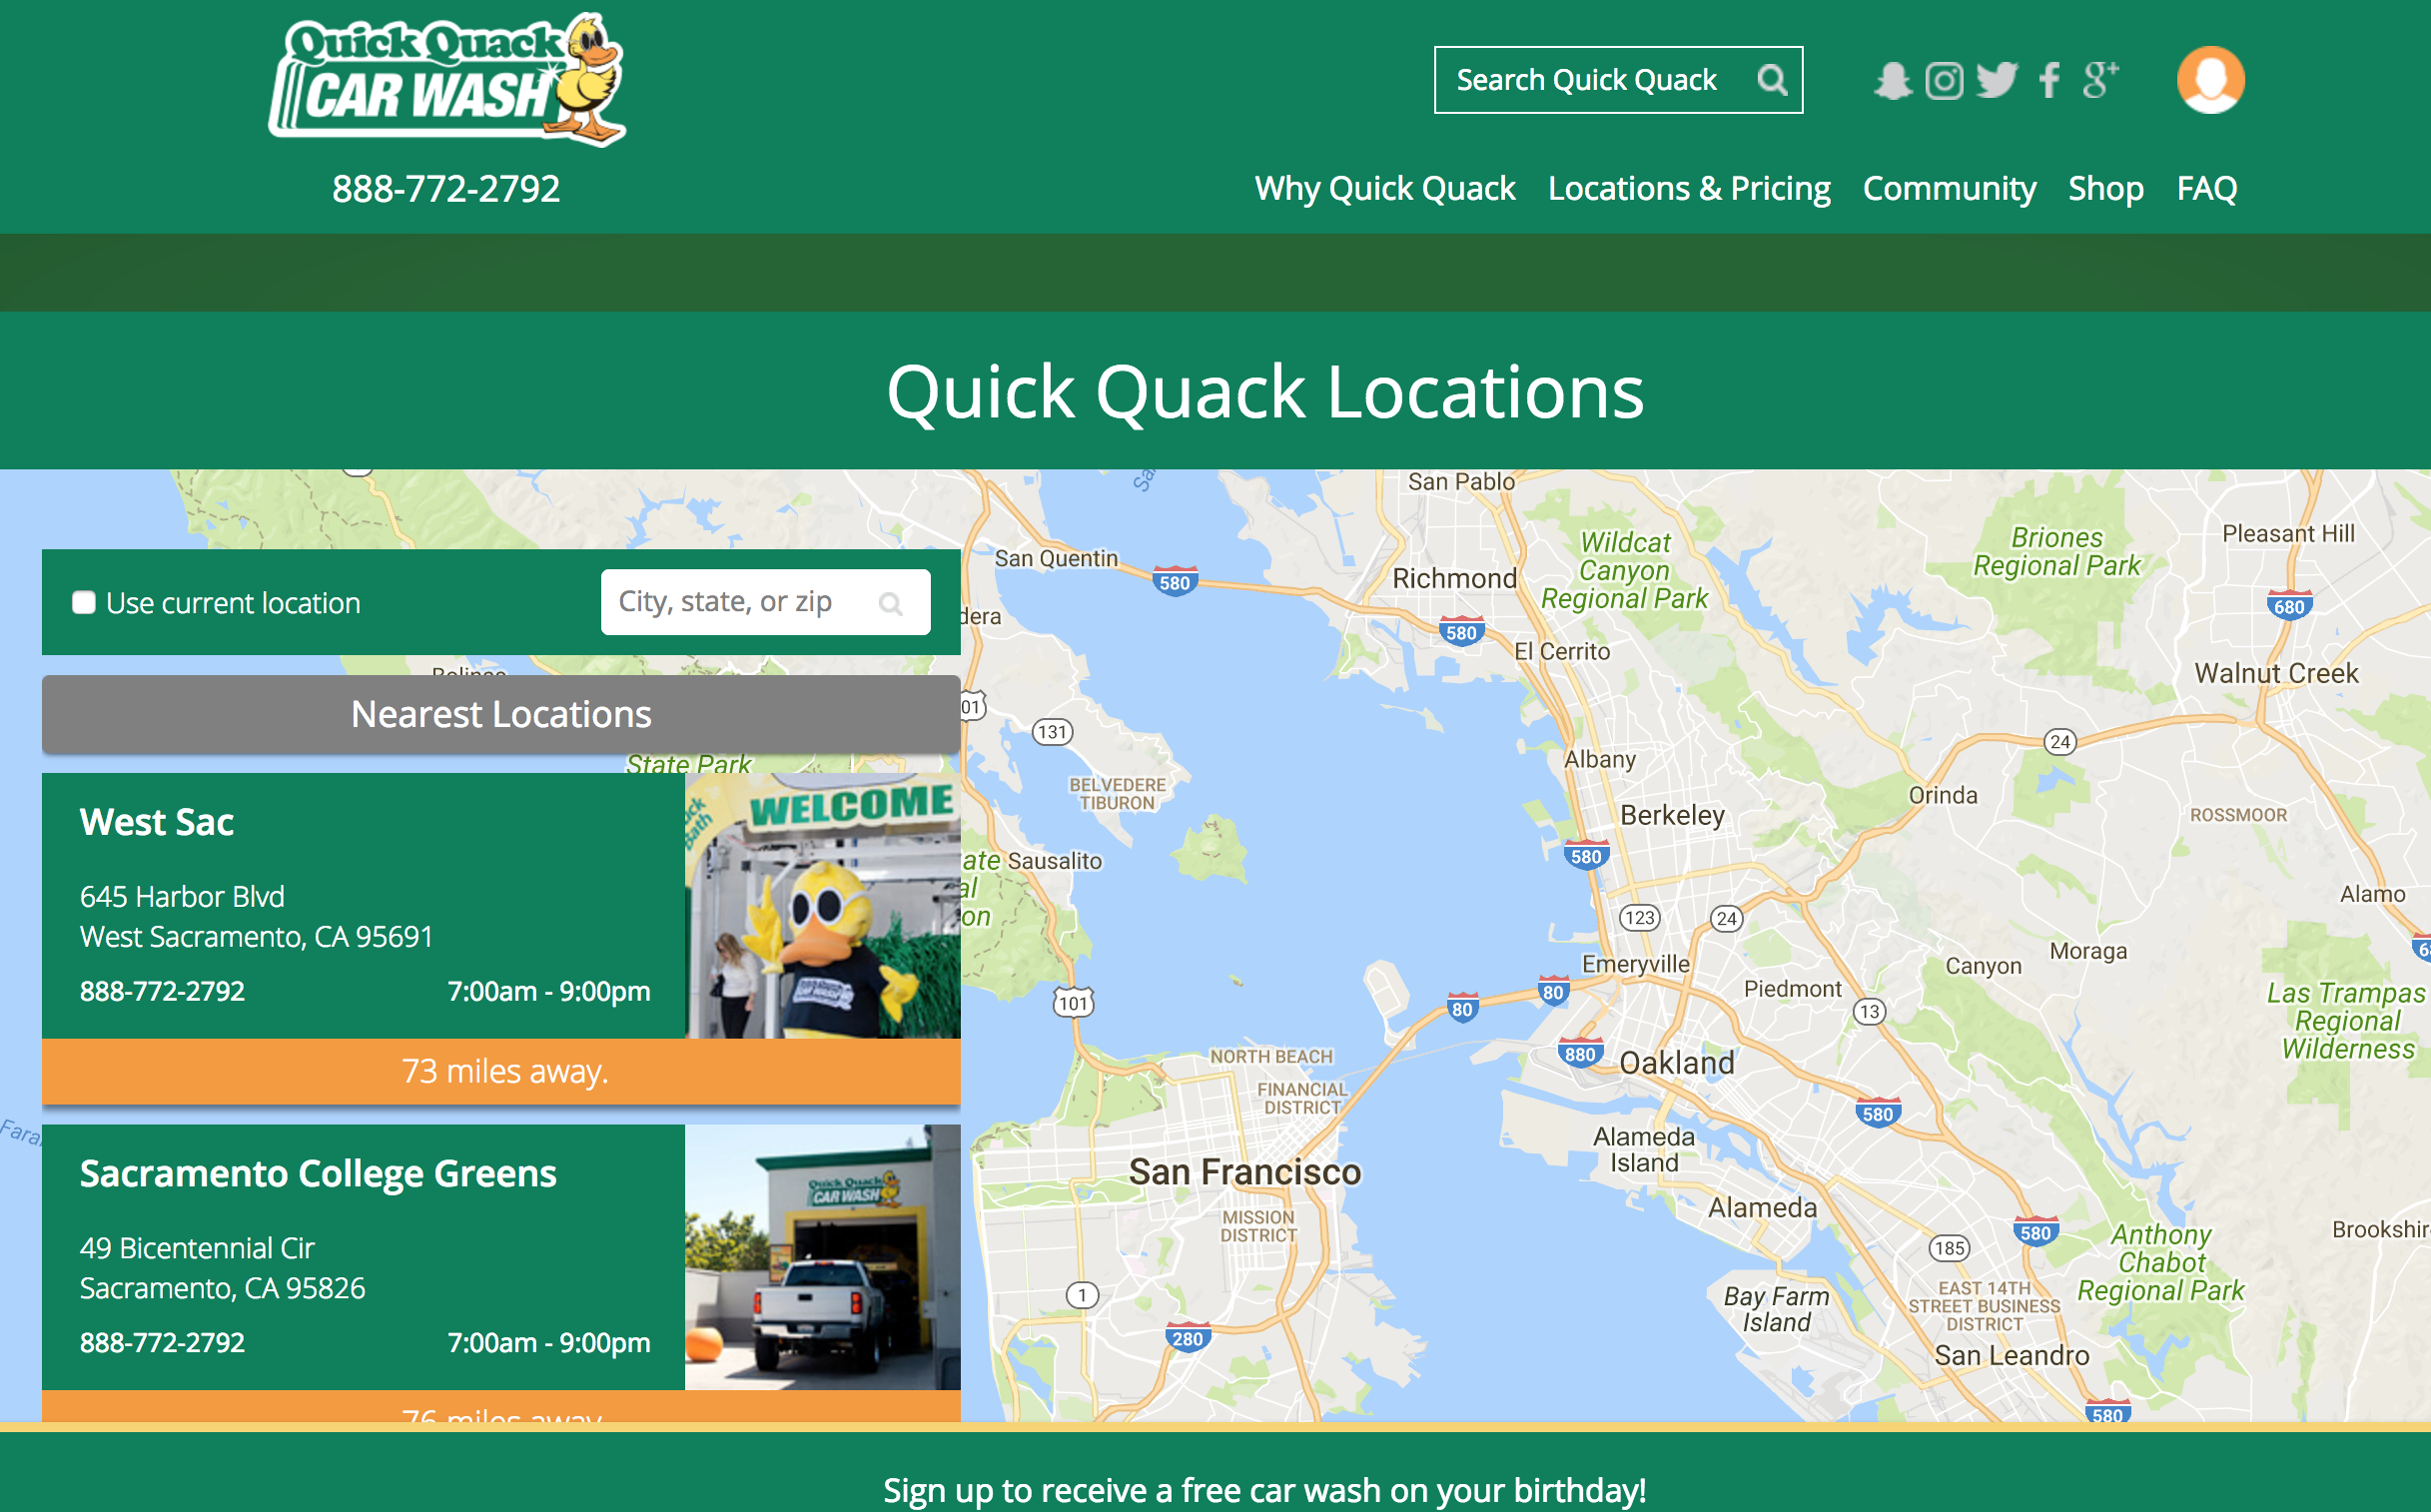 Quick Quack
CAR WASH
888-772-2792
Search Quick Quack
Why Quick Quack Locations & Pricing Community Shop FAQ
Quick Quack Locations
Use current location
City, state, or zip
Nearest Locations
State Park
West Sac
645 Harbor Blvd
West Sacramento, CA 95691
888-772-2792 7:00am - 9:00pm
WELCOME
73 miles away.
Sacramento College Greens
49 Bicentennial Cir
Sacramento, CA 95826
888-772-2792 7:00am - 9:00pm
Quick Quack
CAR WASH
76 miles away
San Pablo
San Quentin
580
Richmond
580
Wildcat
Canyon
Regional Park
Briones
Regional Park
Pleasant Hill
680
El Cerrito
Walnut Creek
131
24
BELVEDERE
TIBURON
Albany
Berkeley
Orinda
ROSSMOOR
Sausalito
580
Alamo
123
24
Moraga
Canyon
Emeryville
Piedmont
101
80
80
13
Las Trampas
Regional
Wilderness
880
Oakland
NORTH BEACH
FINANCIAL
DISTRICT
580
Alameda
Island
San Francisco
Alameda
MISSION
DISTRICT
580
185
Anthony
Chabot
Regional Park
1
Bay Farm
Island
EAST 14TH
STREET BUSINESS
DISTRICT
280
San Leandro
580
Sign up to receive a free car wash on your birthday!